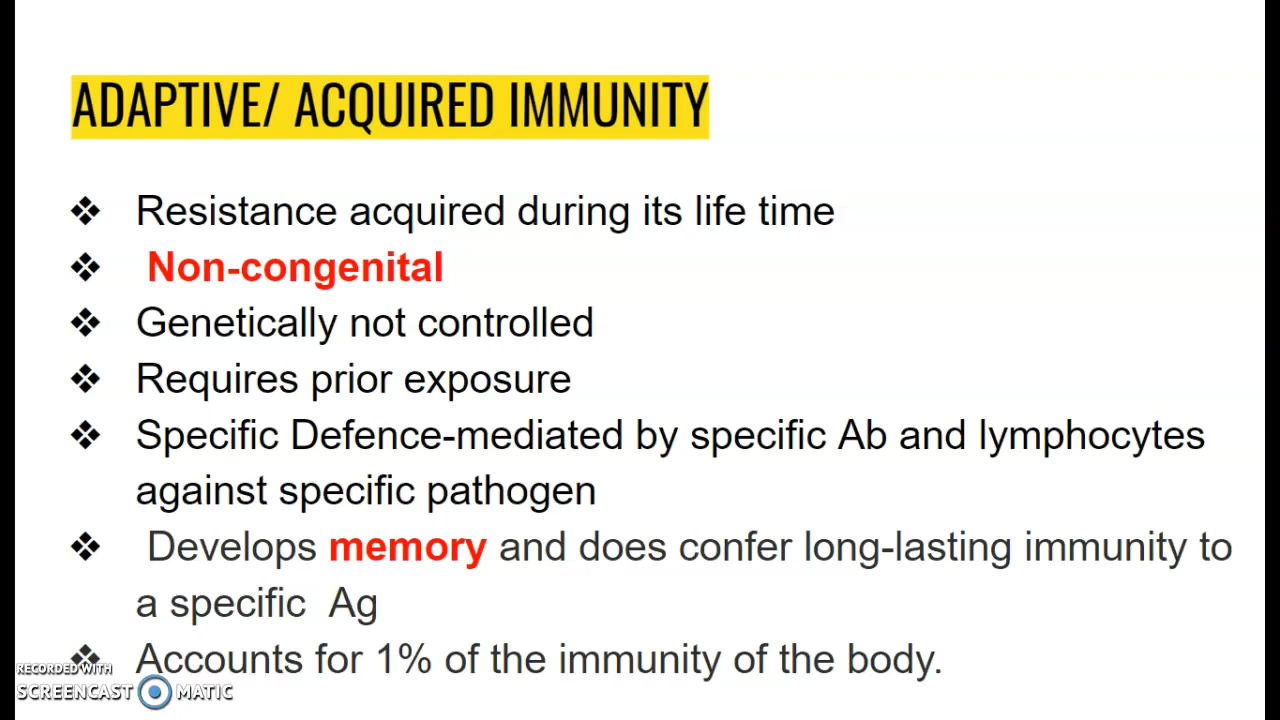 ADAPTIVE/ ACQUIRED IMMUNITY
❖ Resistance acquired during its life time
❖ Non-congenital
❖ Genetically not controlled
❖ Requires prior exposure
❖ Specific Defence-mediated by specific Ab and lymphocytes
against specific pathogen
❖ Develops memory and does confer long-lasting immunity to
a specific Ag
❖ Accounts for 1% of the immunity of the body.
RECORDED WITH
SCREENCAST MATIC